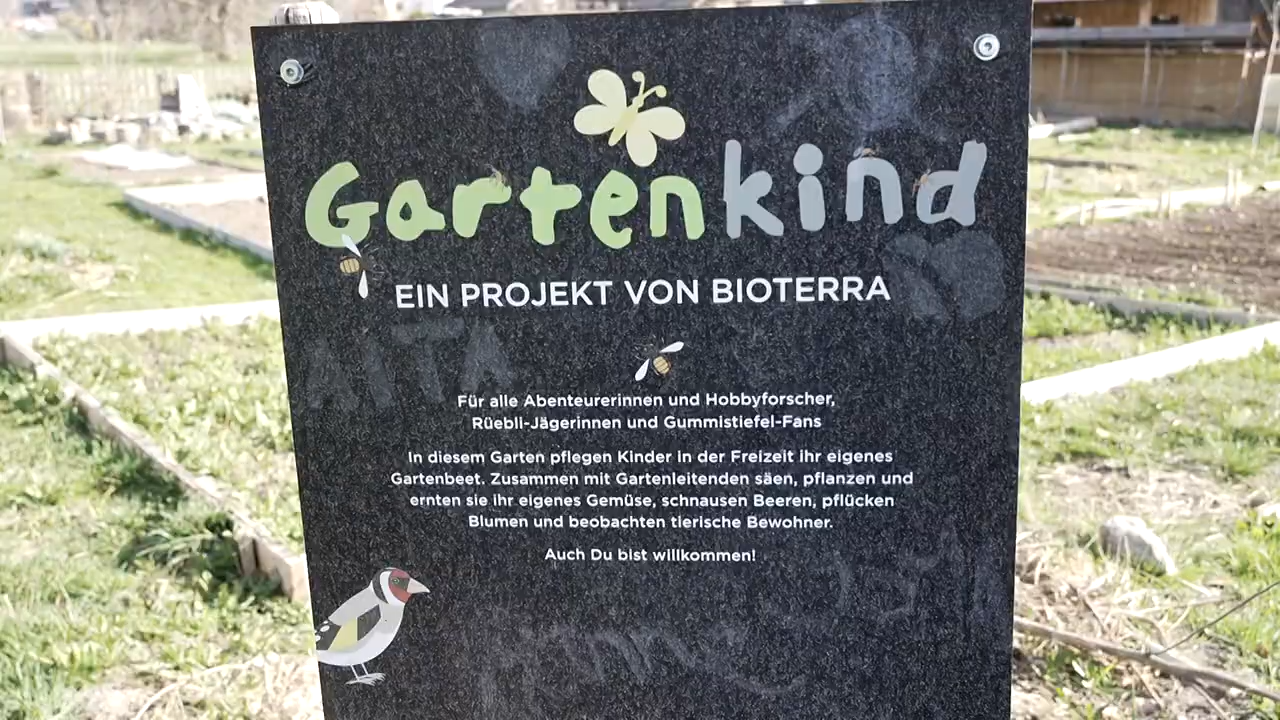 Gartenkind
EIN PROJEKT VON BIOTERRA
AITA
Für alle Abenteurerinnen und Hobbyforscher,
Rüebli-Jägerinnen und Gummistiefel-Fans
In diesem Garten pflegen Kinder in der Freizeit ihr eigenes
Gartenbeet. Zusammen mit Gartenleitenden säen, pflanzen und
ernten sie ihr eigenes Gemüse, schnausen Beeren, pflücken
Blumen und beobachten tierische Bewohner.
Auch Du bist willkommen!